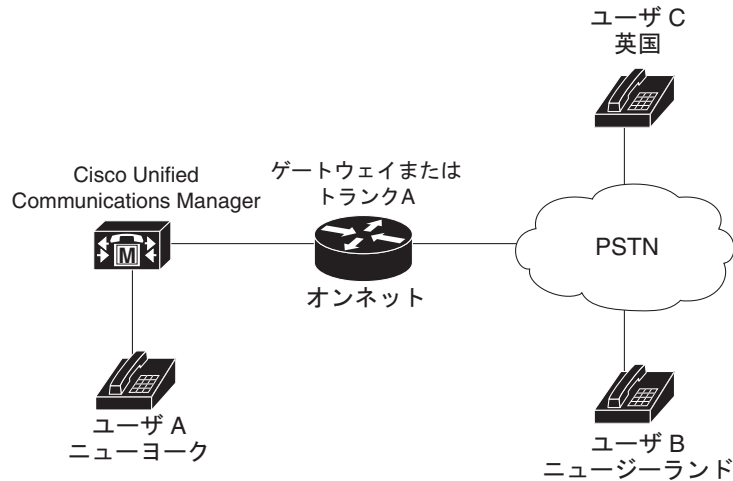 ユーザ C
英国
Cisco Unified
Communications Manager
ゲートウェイまたは
トランクA
M
PSTN
オンネット
ユーザ A
ニューヨーク
ユーザ B
ニュージーランド